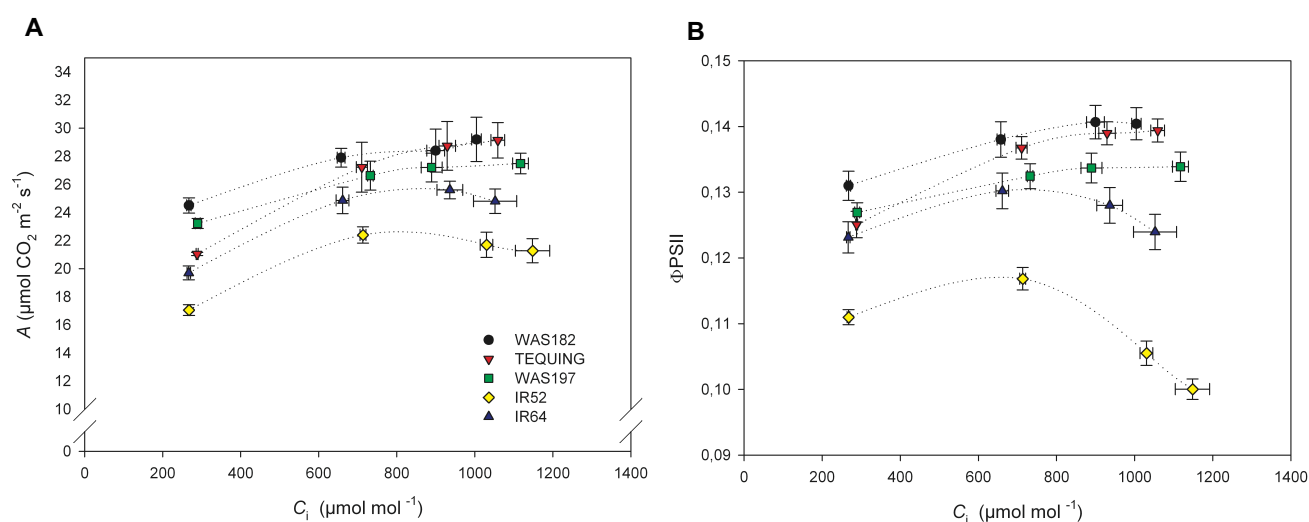 A
34
32
30
28
26
24
22
20
18
16
14
12
10
0
A (μmol CO2 m-2 s-1)
WAS182
TEQUING
WAS197
IR52
IR64
0 200 400 600 800 1000 1200 1400
Ci (μmol mol -1)
B
0,15
0,14
0,13
0,12
0,11
0,10
0,09
ΦPSII
0 200 400 600 800 1000 1200 1400
Ci (μmol mol -1)